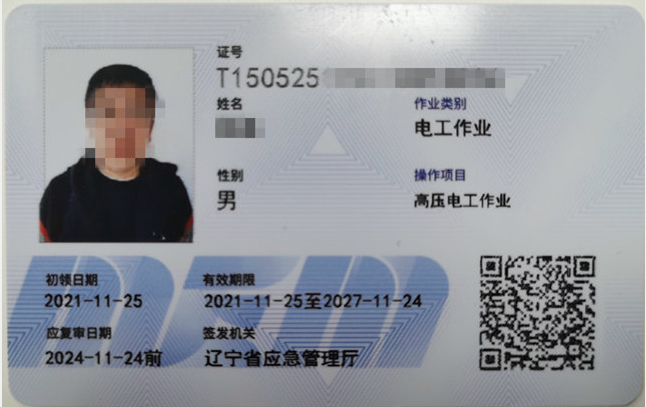 证号
T150525
姓名
作业类别
电工作业
性别
操作项目
男
高压电工作业
初领日期
有效期限
2021-11-25
2021-11-25至2027-11-24
应复审日期
签发机关
2024-11-24前
辽宁省应急管理厅